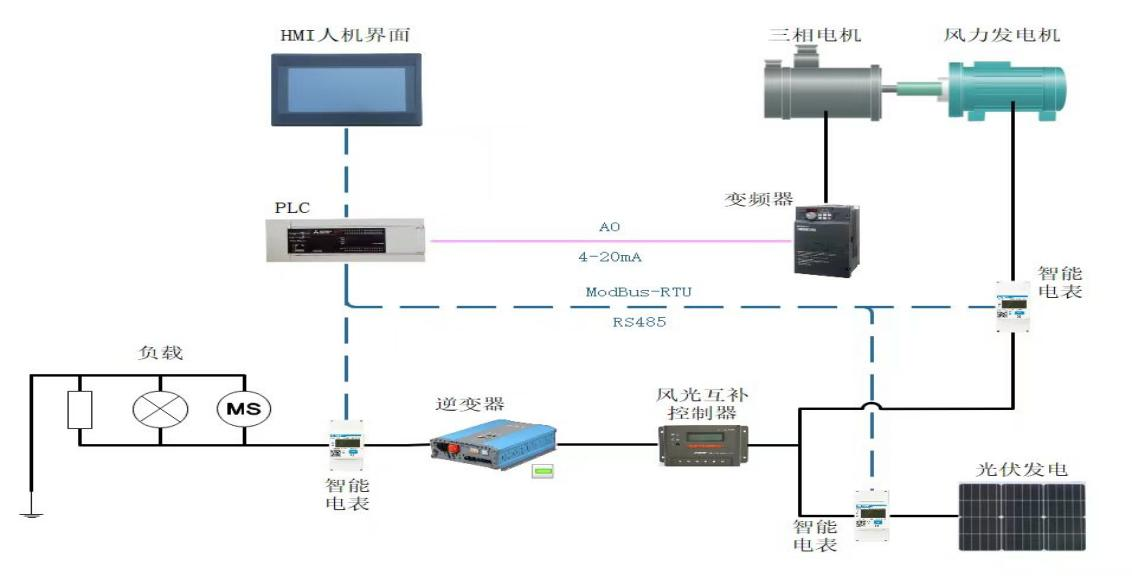 HMI人机界面
三相电机
风力发电机
PLC
变频器
AO
4-20mA
智能
电表
ModBus-RTU
RS485
负载
MS
逆变器
风光互补
控制器
光伏发电
智能
电表
智能
电表